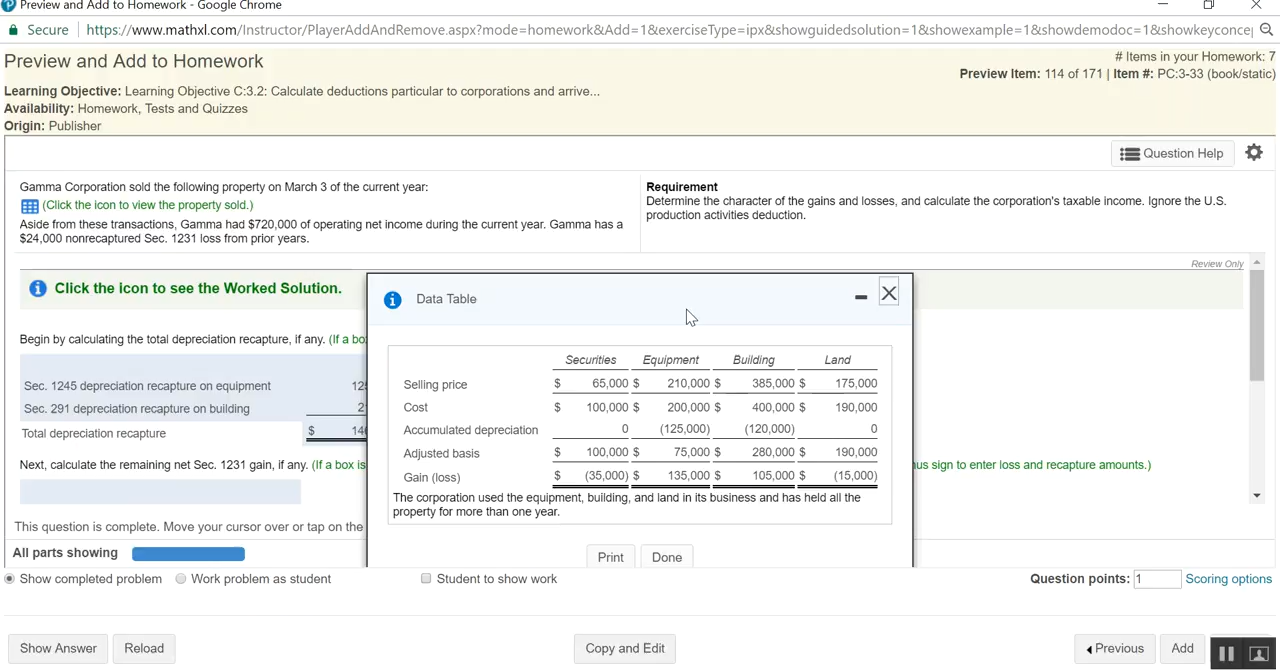 Preview and Add to Homework - Google Chrome
Secure | https://www.mathxl.com/Instructor/PlayerAddAndRemove.aspx?mode=homework&Add=1&exerciseType=ipx&showguidedsolution=1&showexample=1&showdemodoc=1&showkeyconce
Preview and Add to Homework
# Items in your Homework: 7
Preview Item: 114 of 171 | Item #: PC:3-33 (book/static)
Learning Objective: Learning Objective C:3.2: Calculate deductions particular to corporations and arrive...
Availability: Homework, Tests and Quizzes
Origin: Publisher
Question Help
Gamma Corporation sold the following property on March 3 of the current year:
(Click the icon to view the property sold.)
Aside from these transactions, Gamma had $720,000 of operating net income during the current year. Gamma has a
$24,000 nonrecaptured Sec. 1231 loss from prior years.
Requirement
Determine the character of the gains and losses, and calculate the corporation's taxable income. Ignore the U.S.
production activities deduction.
Review Only
Click the icon to see the Worked Solution.
Begin by calculating the total depreciation recapture, if any. (If a bo
Sec. 1245 depreciation recapture on equipment 12
Sec. 291 depreciation recapture on building 2
Total depreciation recapture $ 14
Next, calculate the remaining net Sec. 1231 gain, if any. (If a box is
us sign to enter loss and recapture amounts.)
Data Table
Securities Equipment Building Land
Selling price $ 65,000 $ 210,000 $ 385,000 $ 175,000
Cost $ 100,000 $ 200,000 $ 400,000 $ 190,000
Accumulated depreciation 0 (125,000) (120,000) 0
Adjusted basis $ 100,000 $ 75,000 $ 280,000 $ 190,000
Gain (loss) $ (35,000) $ 135,000 $ 105,000 $ (15,000)
The corporation used the equipment, building, and land in its business and has held all the
property for more than one year.
Print Done
This question is complete. Move your cursor over or tap on the
All parts showing
Show completed problem Work problem as student Student to show work
Question points: 1 Scoring options
Show Answer Reload Copy and Edit Previous Add